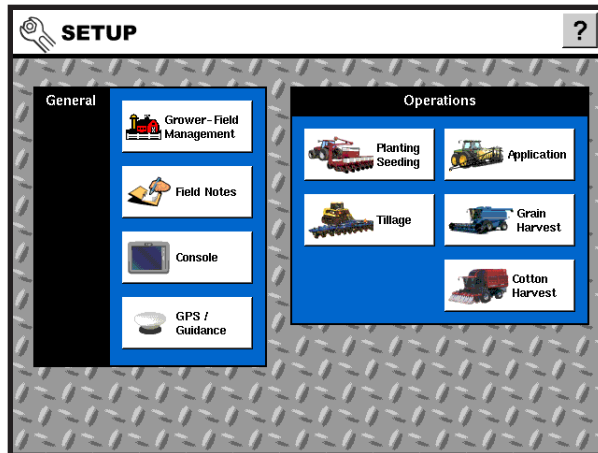 SETUP
?
General
Grower-Field
Management
Field Notes
Console
GPS /
Guidance
Operations
Planting
Seeding
Application
Tillage
Grain
Harvest
Cotton
Harvest